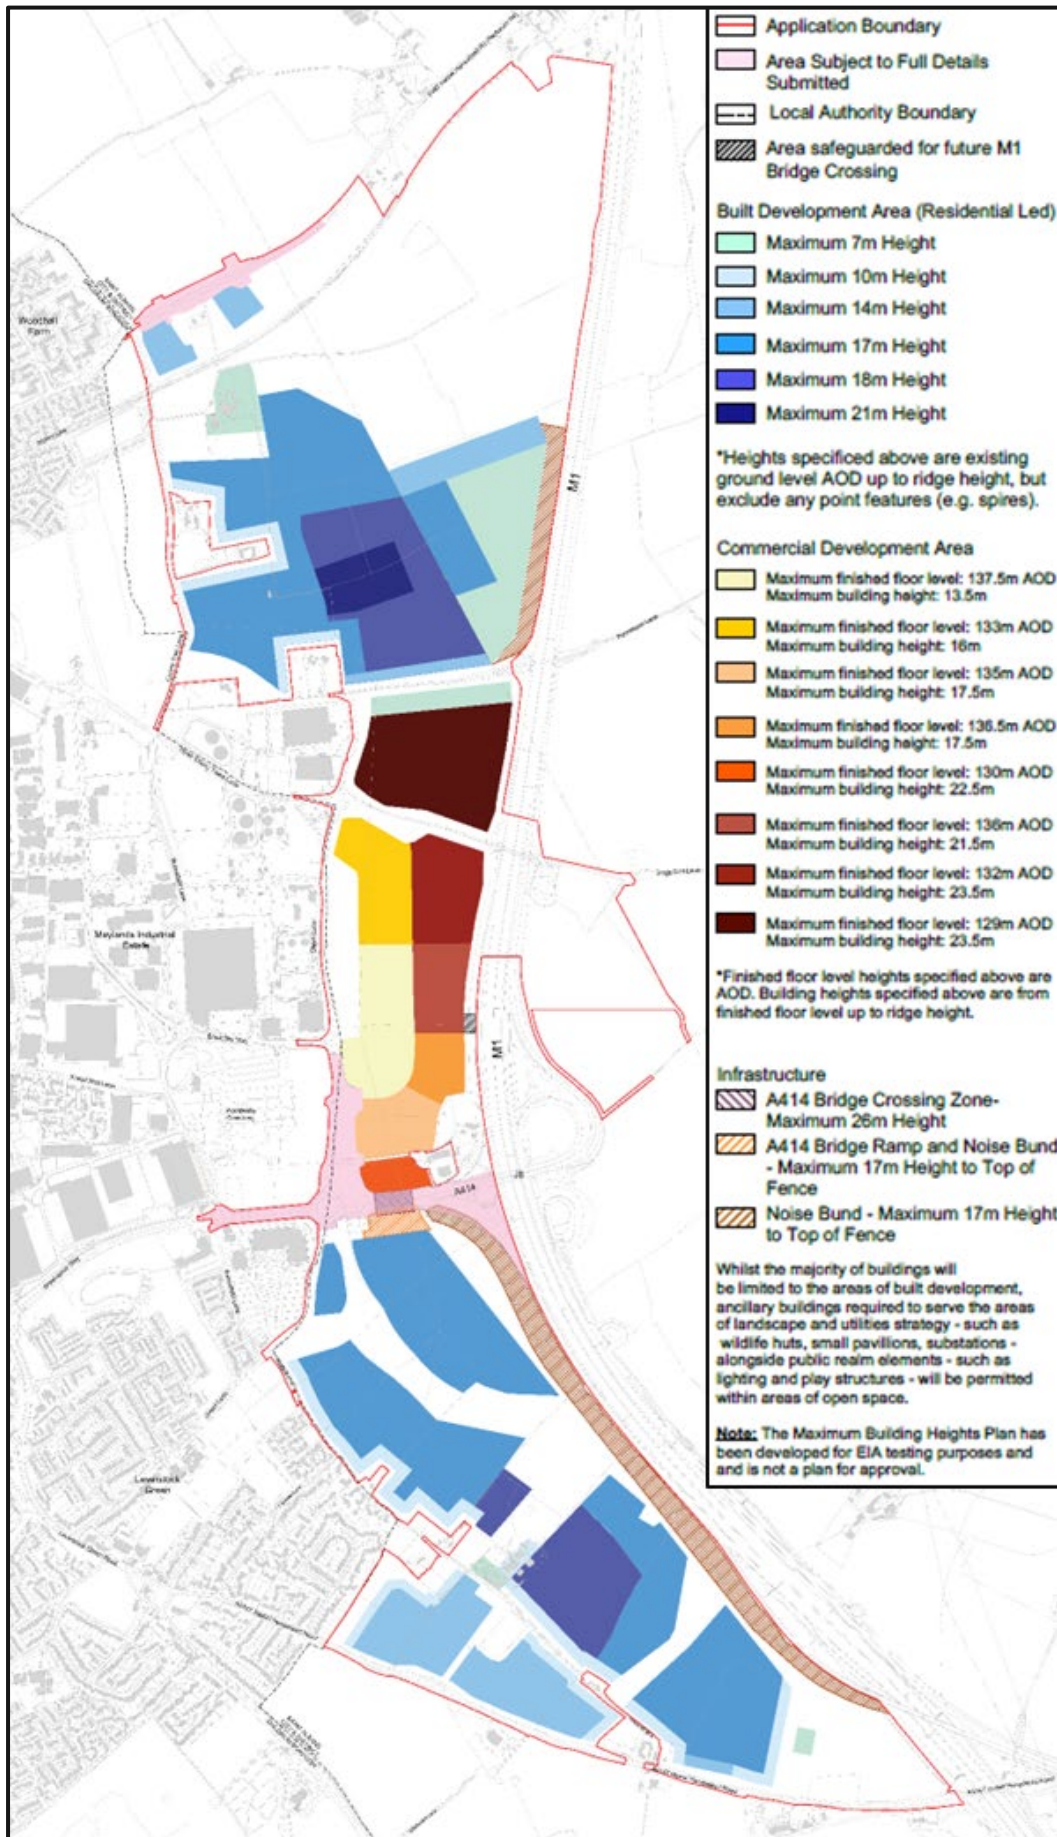 Application Boundary
Area Subject to Full Details
Submitted
Local Authority Boundary
Area safeguarded for future M1
Bridge Crossing
Built Development Area (Residential Led)
Maximum 7m Height
Maximum 10m Height
Maximum 14m Height
Maximum 17m Height
Maximum 18m Height
Maximum 21m Height
*Heights specificed above are existing
ground level AOD up to ridge height, but
exclude any point features (e.g. spires).
Commercial Development Area
Maximum finished floor level: 137.5m AOD
Maximum building height: 13.5m
Maximum finished floor level: 133m AOD
Maximum building height: 16m
Maximum finished floor level: 135m AOD
Maximum building height: 17.5m
Maximum finished floor level: 136.5m AOD
Maximum building height: 17.5m
Maximum finished floor level: 130m AOD
Maximum building height: 22.5m
Maximum finished floor level: 136m AOD
Maximum building height: 21.5m
Maximum finished floor level: 132m AOD
Maximum building height: 23.5m
Maximum finished floor level: 129m AOD
Maximum building height: 23.5m
*Finished floor level heights specified above are
AOD. Building heights specified above are from
finished floor level up to ridge height.
Infrastructure
A414 Bridge Crossing Zone-
Maximum 26m Height
A414 Bridge Ramp and Noise Bund
- Maximum 17m Height to Top of
Fence
Noise Bund - Maximum 17m Height
to Top of Fence
Whilst the majority of buildings will
be limited to the areas of built development,
ancillary buildings required to serve the areas
of landscape and utilities strategy - such as
wildlife huts, small pavillions, substations -
alongside public realm elements - such as
lighting and play structures - will be permitted
within areas of open space.
Note: The Maximum Building Heights Plan has
been developed for EIA testing purposes and
and is not a plan for approval.
Woodhall
Farm
M1
Maylands Industrial
Estate
M1
A414
J8
Leverstock
Green